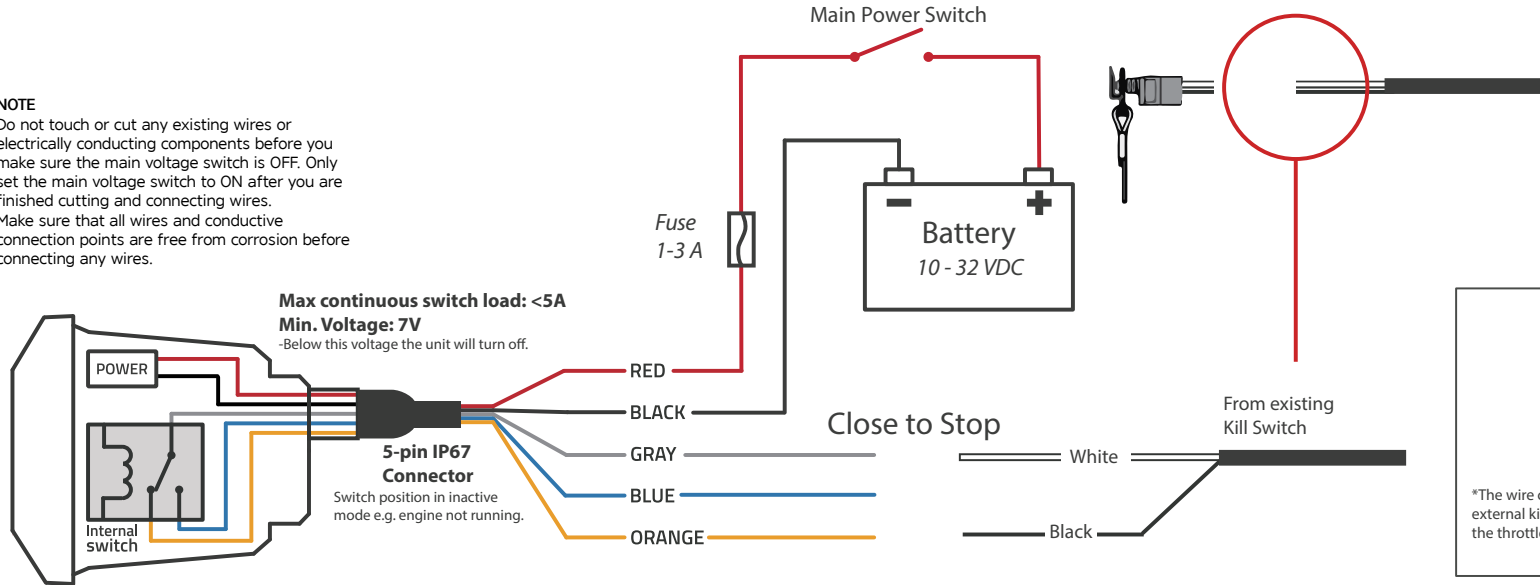 Main Power Switch
NOTE
Do not touch or cut any existing wires or
electrically conducting components before you
make sure the main voltage switch is OFF. Only
set the main voltage switch to ON after you are
finished cutting and connecting wires.
Make sure that all wires and conductive
connection points are free from corrosion before
connecting any wires.
Fuse
1-3 A
Battery
10 - 32 VDC
Max continuous switch load: <5A
Min. Voltage: 7V
-Below this voltage the unit will turn off.
POWER
RED
BLACK
GRAY
BLUE
ORANGE
5-pin IP67
Connector
Switch position in inactive
mode e.g. engine not running.
Internal
switch
Close to Stop
From existing
Kill Switch
White
Black
*The wire
external
the